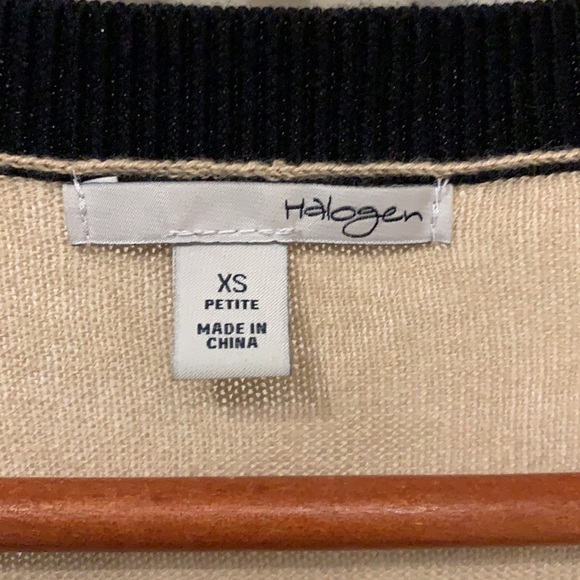 Halogen
XS
PETITE
MADE IN
CHINA